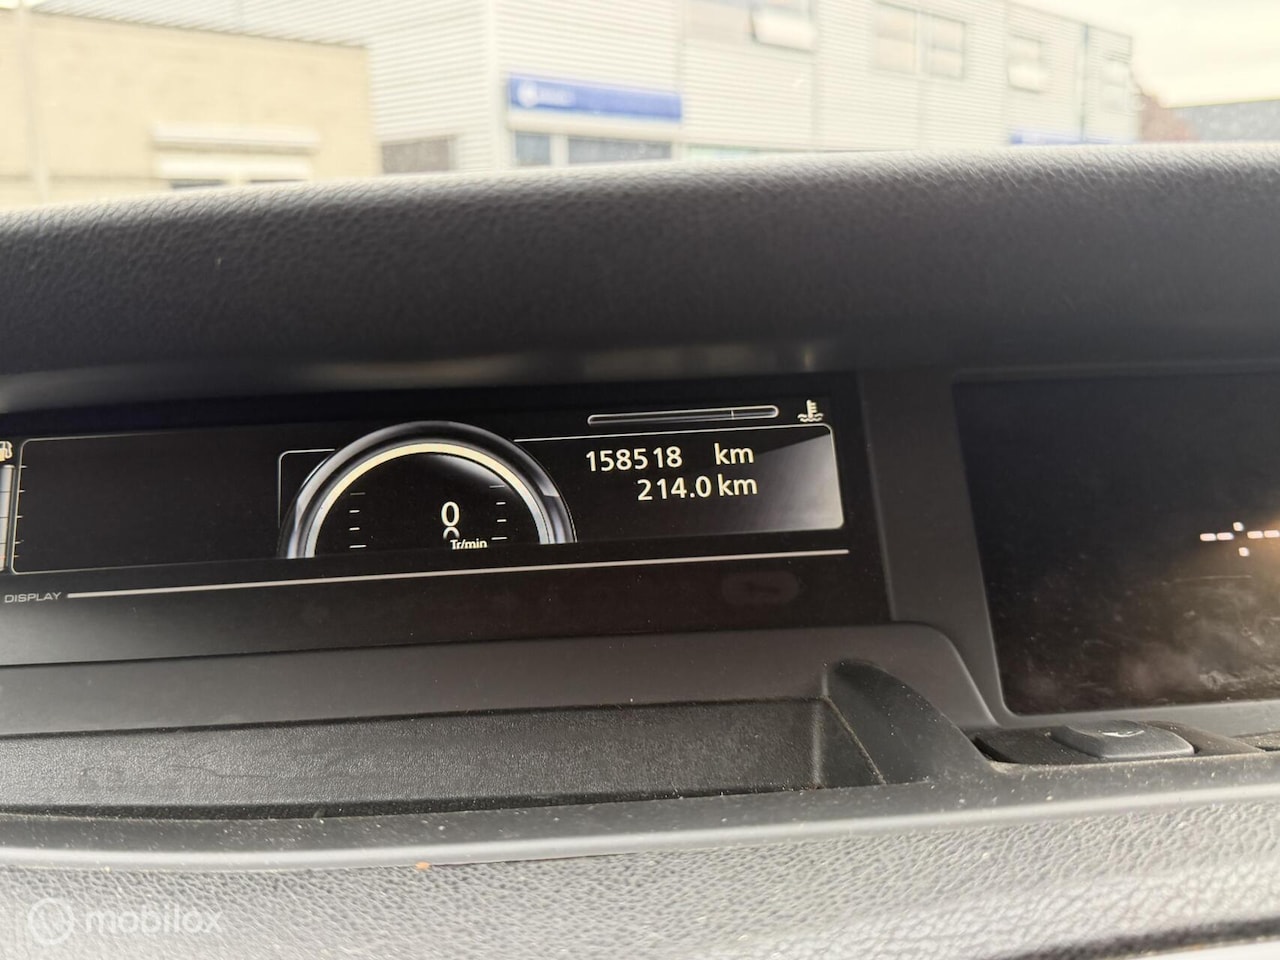 158518 km
214.0 km
0
Tr/min
DISPLAY
mobilox